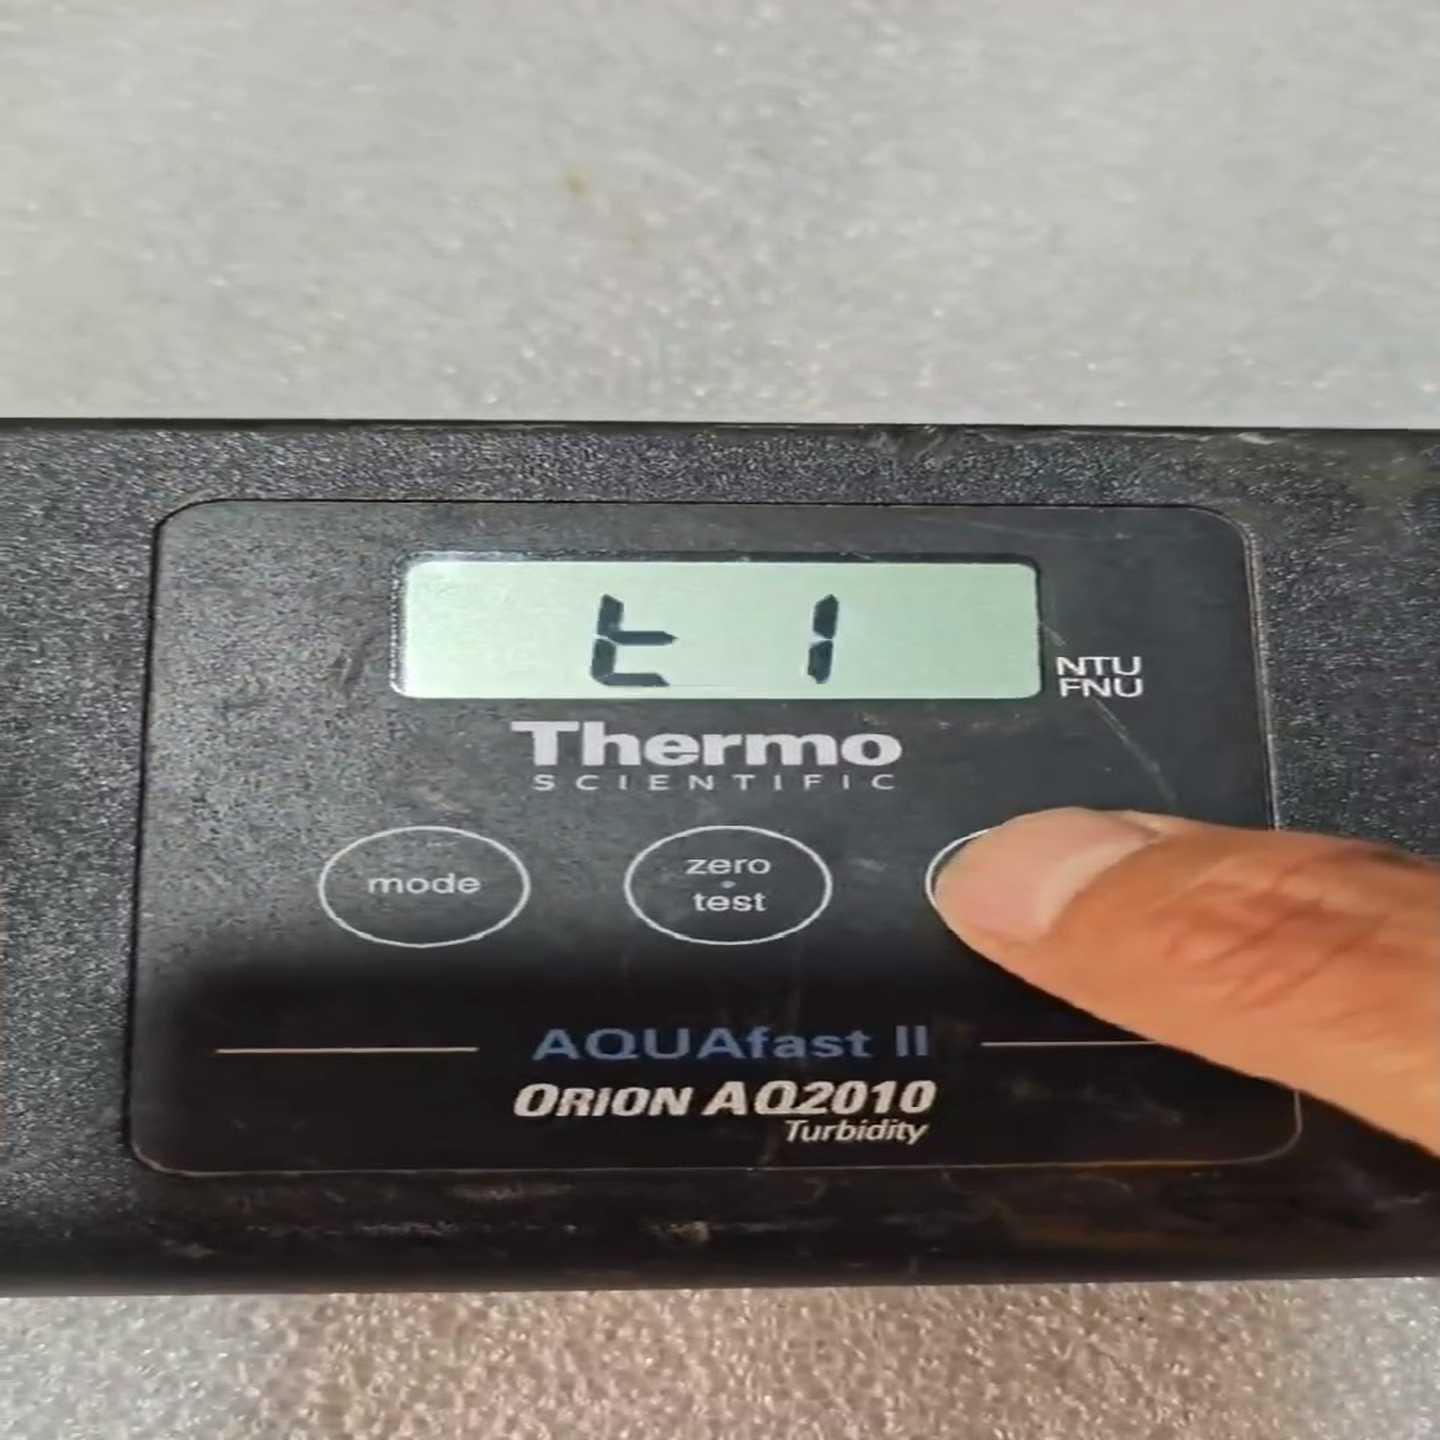 t 1
NTU
FNU
Thermo
SCIENTIFIC
mode
zero
test
AQUAfast II
ORION AQ2010
Turbidity